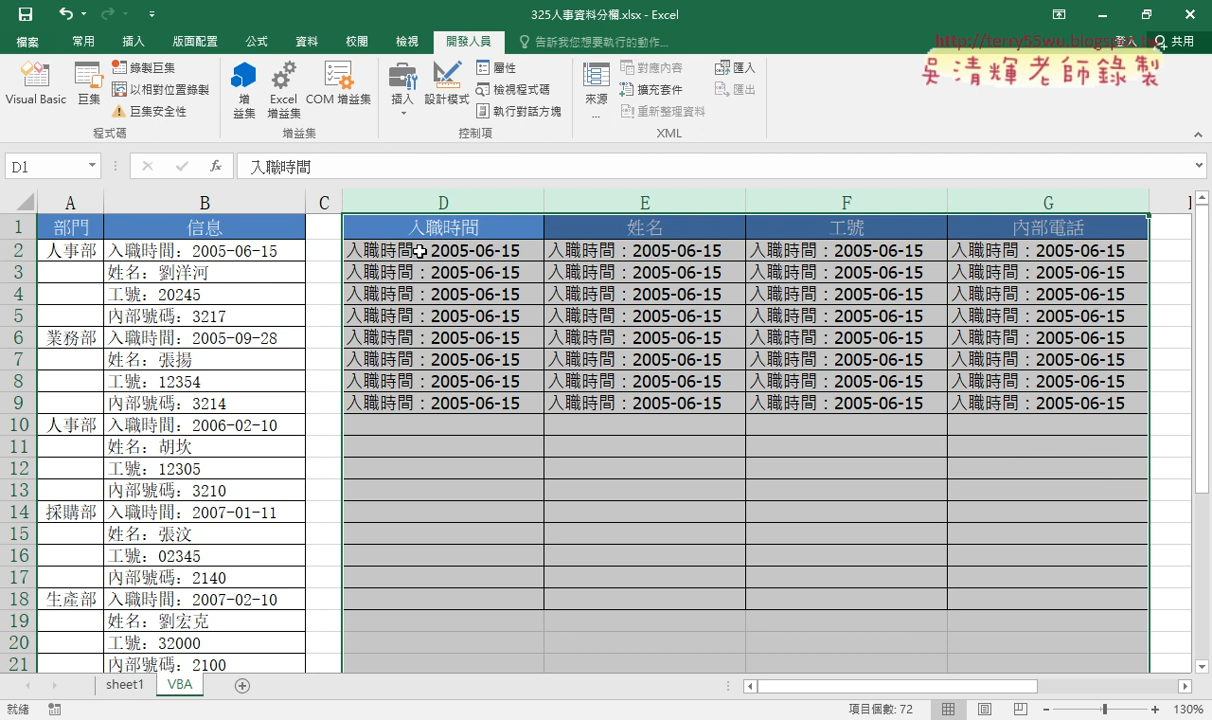 325人事資料分欄.xlsx - Excel
檔案 常用 插入 版面配置 公式 資料 校閱 檢視 開發人員 告訴我您想要執行的動作... 登入 共用
http://terry55wu.blogspot.tw
吳清輝老師錄製
Visual Basic 巨集 錄製巨集 以相對位置錄製 巨集安全性
程式碼
增益集 Excel 增益集 COM 增益集
增益集
插入 設計模式 屬性 檢視程式碼 執行對話方塊
控制項
來源... 對應內容 擴充套件 重新整理資料 匯入 匯出
XML
D1 fx 入職時間
A B C D E F G
1 部門 信息 入職時間 姓名 工號 內部電話
2 人事部 入職時間：2005-06-15 入職時間：2005-06-15 入職時間：2005-06-15 入職時間：2005-06-15 入職時間：2005-06-15
3 姓名：劉洋河 入職時間：2005-06-15 入職時間：2005-06-15 入職時間：2005-06-15 入職時間：2005-06-15
4 工號：20245 入職時間：2005-06-15 入職時間：2005-06-15 入職時間：2005-06-15 入職時間：2005-06-15
5 內部號碼：3217 入職時間：2005-06-15 入職時間：2005-06-15 入職時間：2005-06-15 入職時間：2005-06-15
6 業務部 入職時間：2005-09-28 入職時間：2005-06-15 入職時間：2005-06-15 入職時間：2005-06-15 入職時間：2005-06-15
7 姓名：張揚 入職時間：2005-06-15 入職時間：2005-06-15 入職時間：2005-06-15 入職時間：2005-06-15
8 工號：12354 入職時間：2005-06-15 入職時間：2005-06-15 入職時間：2005-06-15 入職時間：2005-06-15
9 內部號碼：3214 入職時間：2005-06-15 入職時間：2005-06-15 入職時間：2005-06-15 入職時間：2005-06-15
10 人事部 入職時間：2006-02-10
11 姓名：胡坎
12 工號：12305
13 內部號碼：3210
14 採購部 入職時間：2007-01-11
15 姓名：張汶
16 工號：02345
17 內部號碼：2140
18 生產部 入職時間：2007-02-10
19 姓名：劉宏克
20 工號：32000
21 內部號碼：2100
sheet1 VBA
就緒 項目個數: 72 130%